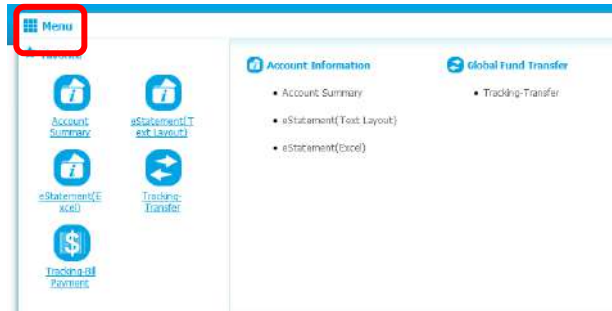 Menu
Favorite
Account
Summary
eStatement(T
ext Layout)
eStatement(E
xcel)
Tracking-
Transfer
Tracking-Bil
Payment
Account Information
• Account Summary
• eStatement(Text Layout)
• eStatement(Excel)
Global Fund Transfer
• Tracking-Transfer